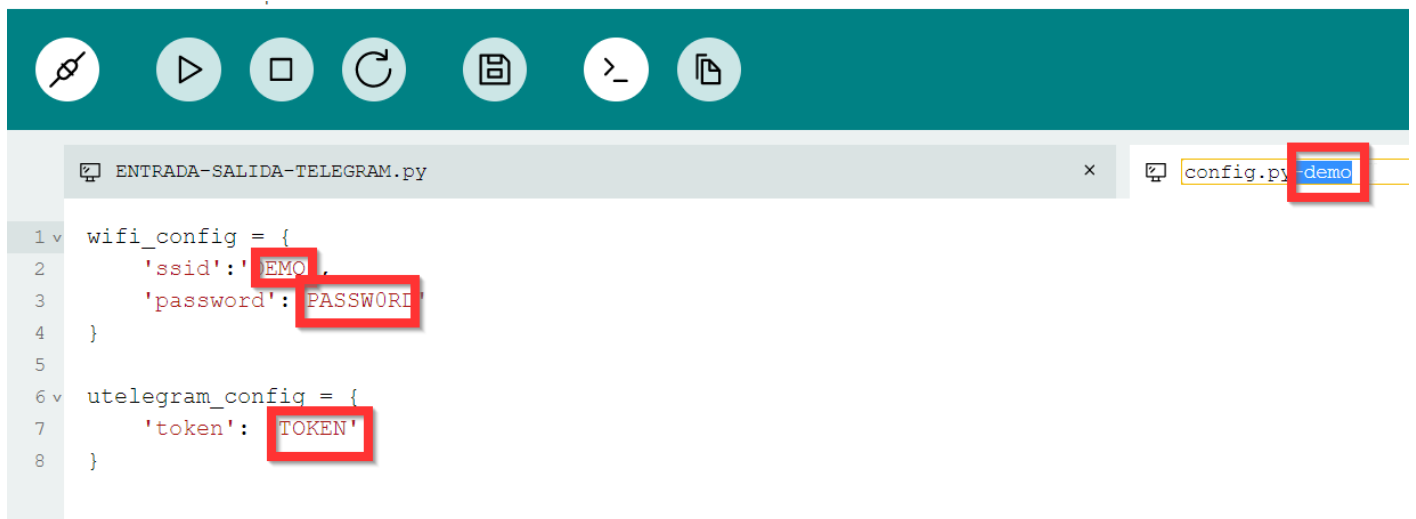 >_
ENTRADA-SALIDA-TELEGRAM.py × config.py-demo
1 v wifi_config = {
2 'ssid':'DEMO',
3 'password': 'PASSW0RD'
4 }
5
6 v utelegram_config = {
7 'token': 'TOKEN'
8 }